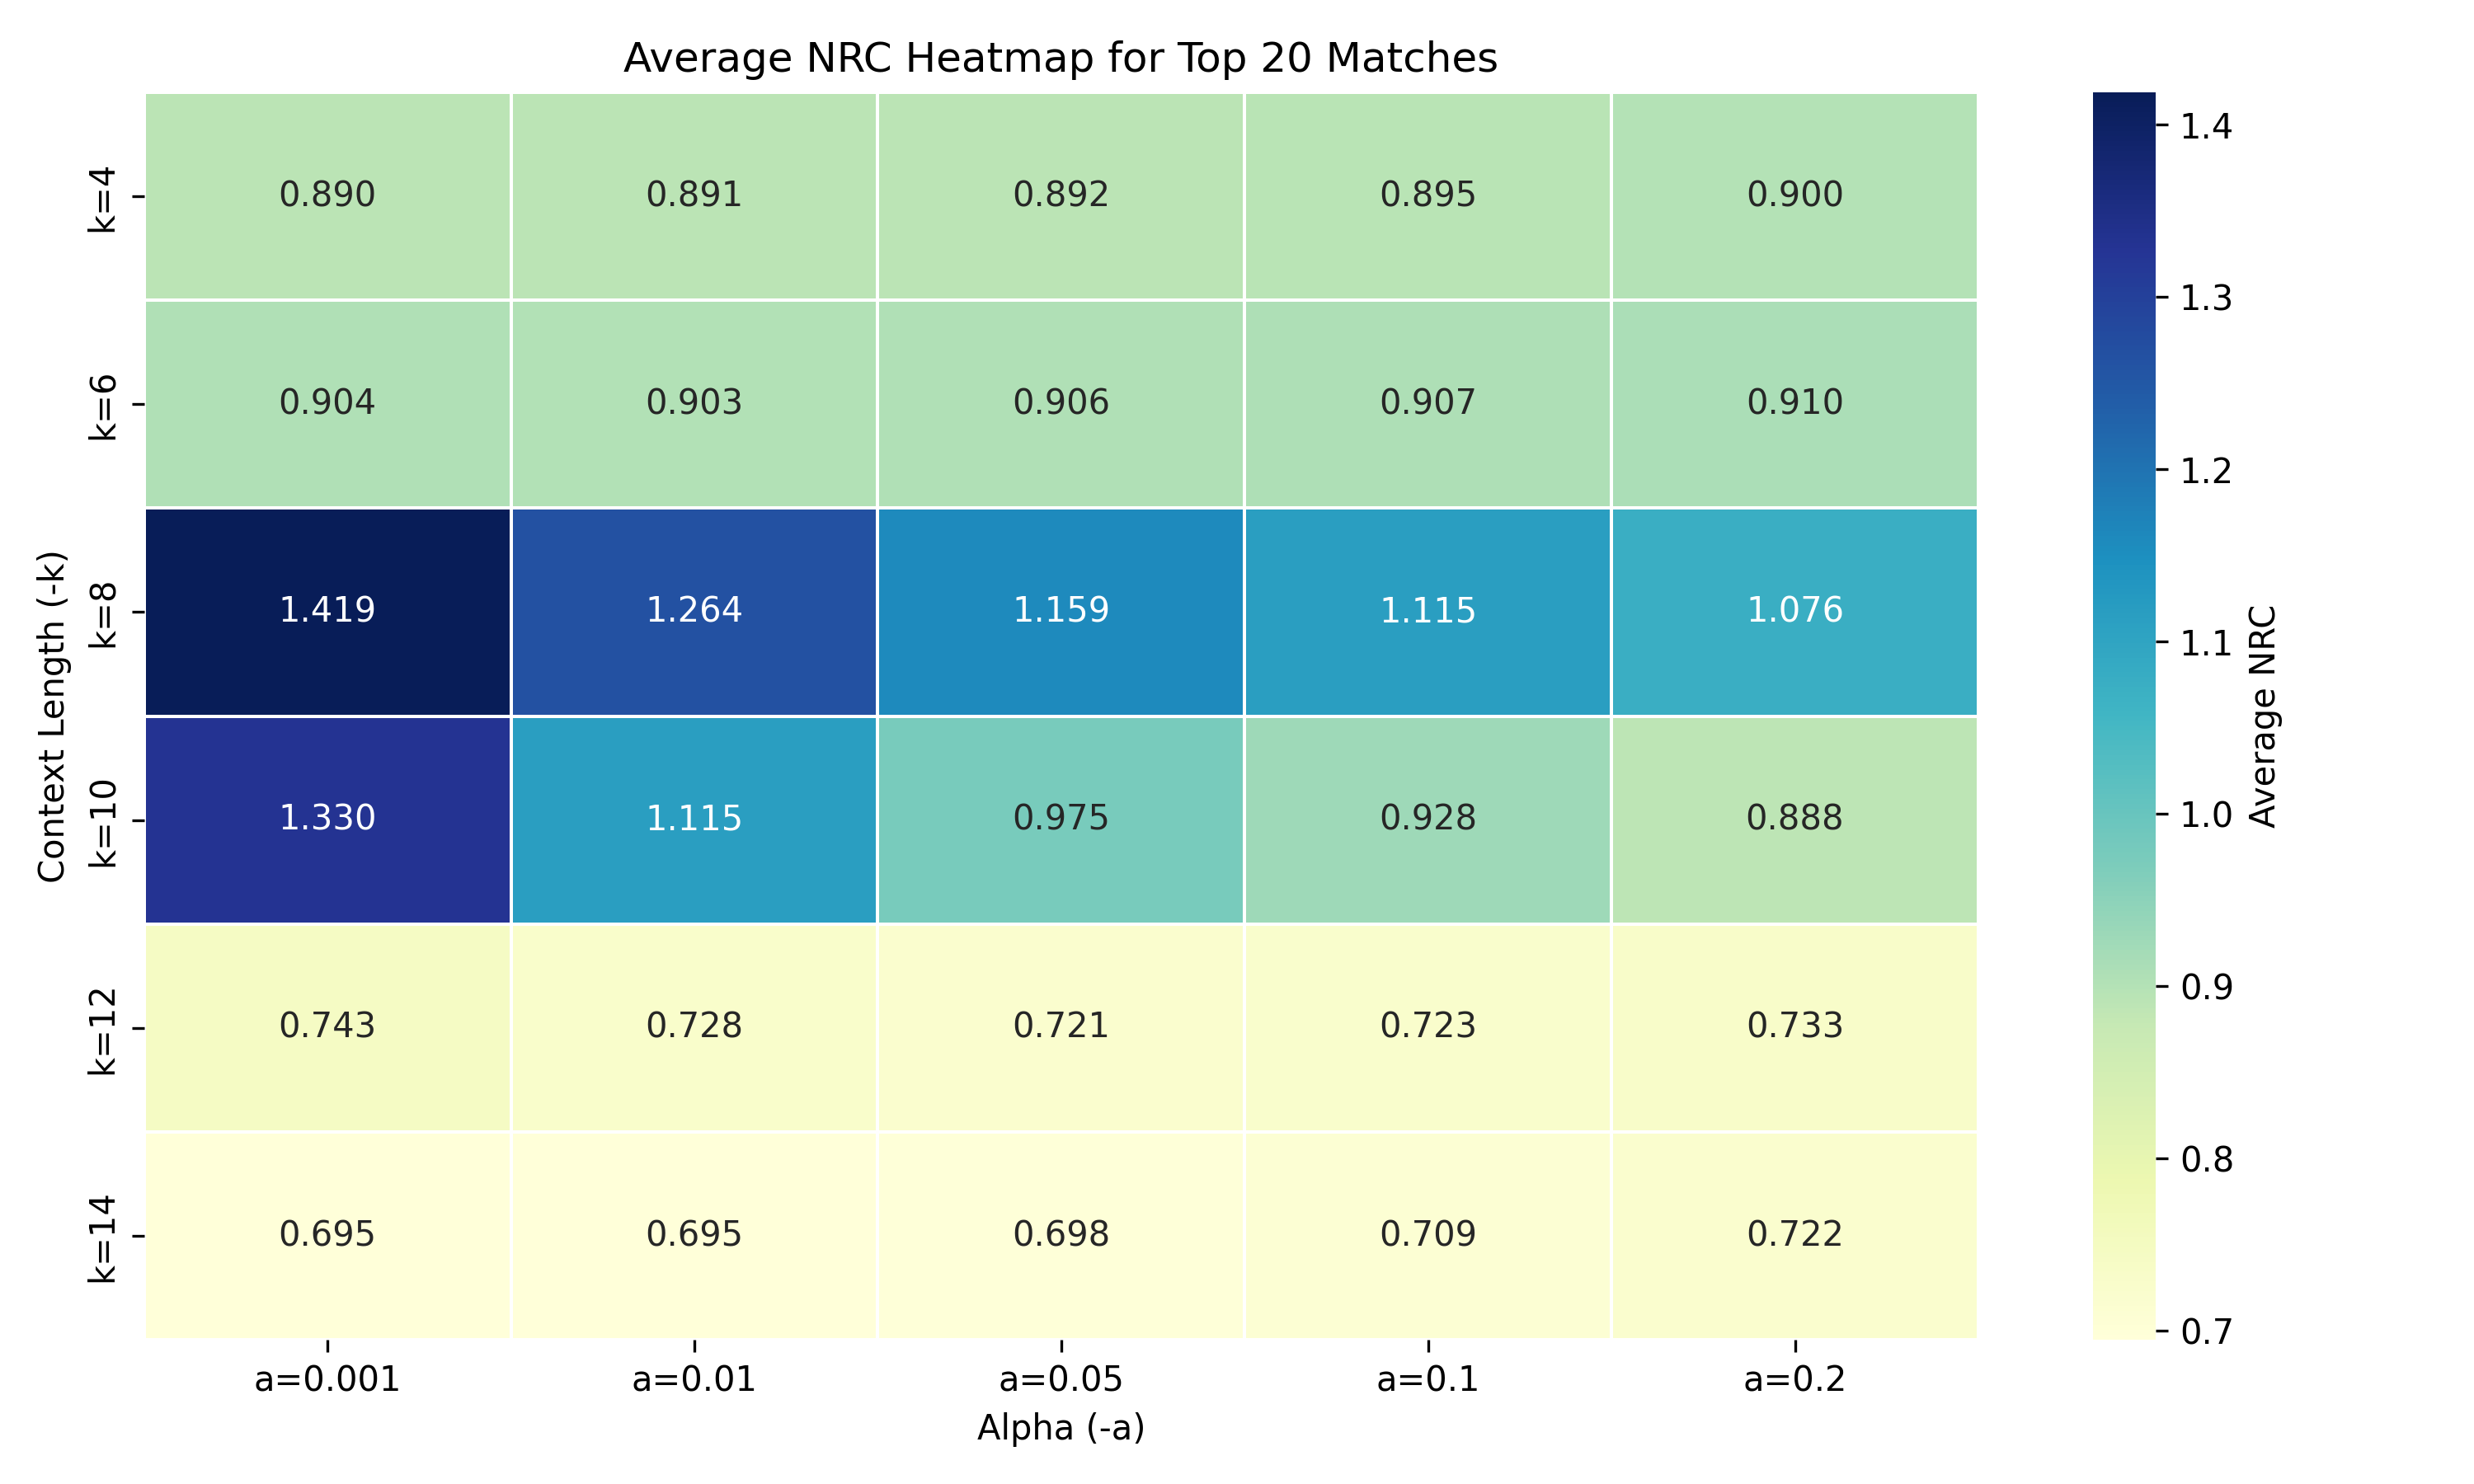 Average NRC Heatmap for Top 20 Matches
k=4 0.890 0.891 0.892 0.895 0.900
k=6 0.904 0.903 0.906 0.907 0.910
k=8 1.419 1.264 1.159 1.115 1.076
k=10 1.330 1.115 0.975 0.928 0.888
k=12 0.743 0.728 0.721 0.723 0.733
k=14 0.695 0.695 0.698 0.709 0.722
a=0.001 a=0.01 a=0.05 a=0.1 a=0.2
Alpha (-a)
Context Length (-k)
1.4
1.3
1.2
1.1
1.0
0.9
0.8
0.7
Average NRC